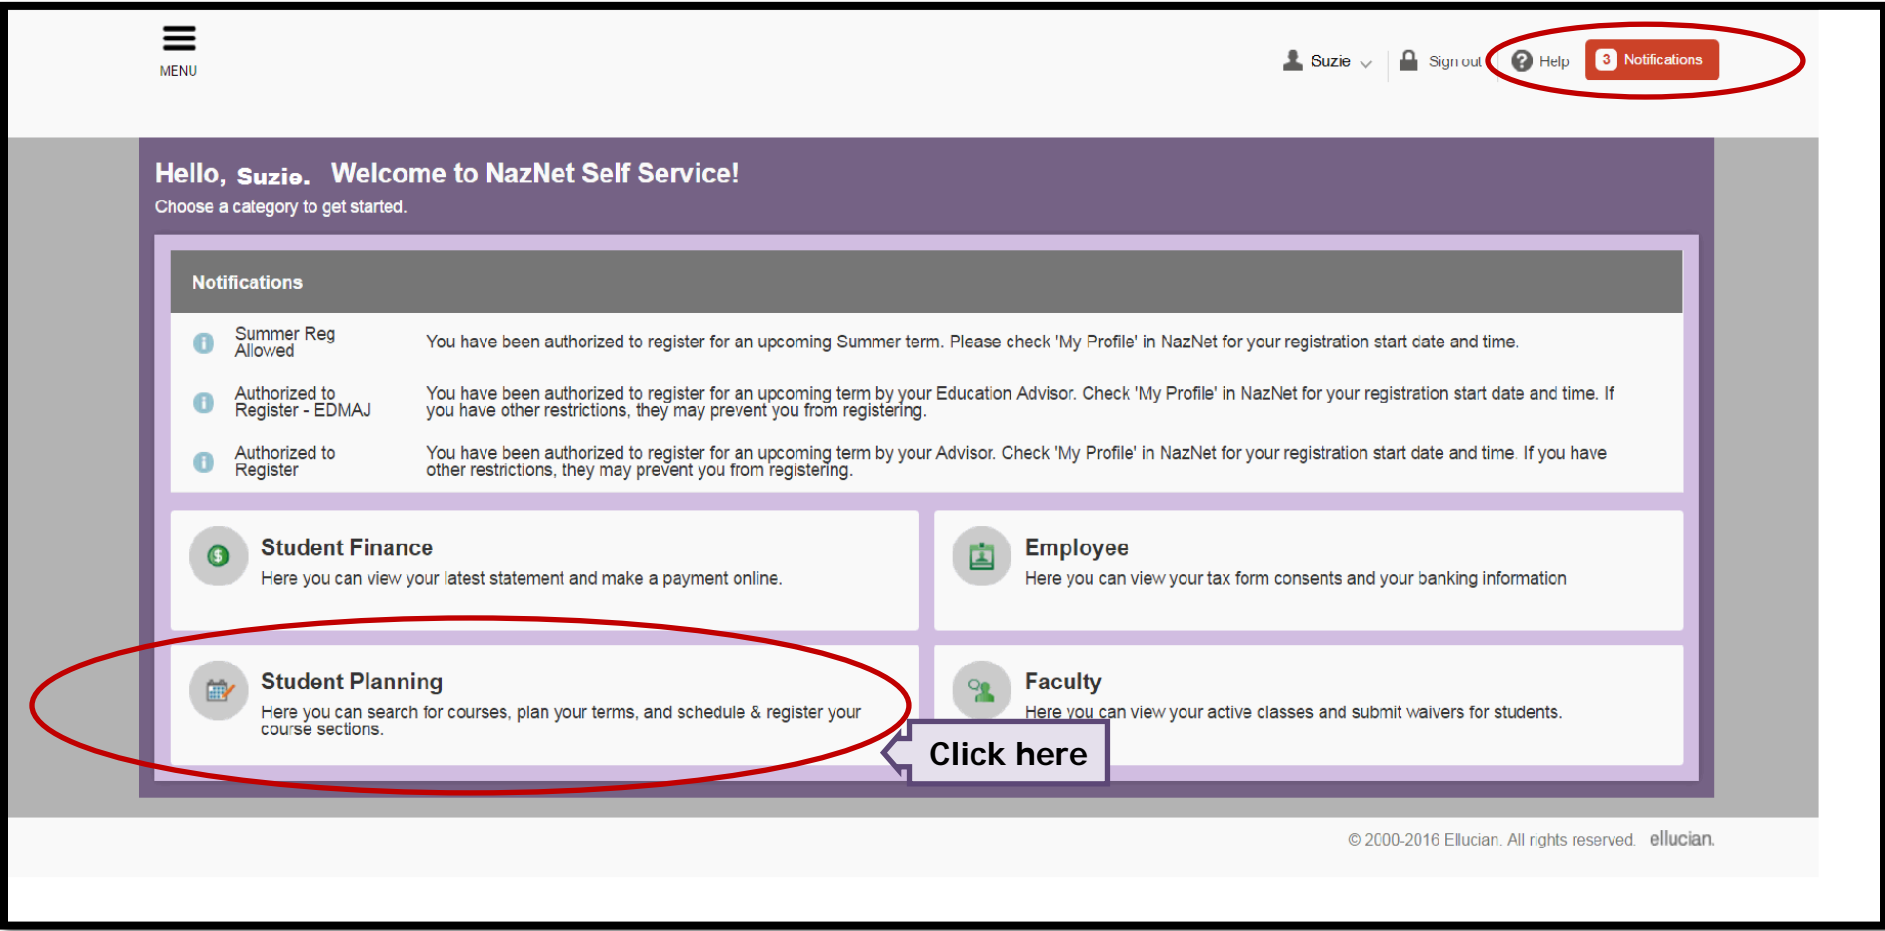 MENU
Suzie
Sign out
Help
3 Notifications
Hello, Suzie. Welcome to NazNet Self Service!
Choose a category to get started.
Notifications
Summer Reg
Allowed
You have been authorized to register for an upcoming Summer term. Please check 'My Profile' in NazNet for your registration start date and time.
Authorized to
Register - EDMAJ
You have been authorized to register for an upcoming term by your Education Advisor. Check 'My Profile' in NazNet for your registration start date and time. If
you have other restrictions, they may prevent you from registering.
Authorized to
Register
You have been authorized to register for an upcoming term by your Advisor. Check 'My Profile' in NazNet for your registration start date and time. If you have
other restrictions, they may prevent you from registering.
Student Finance
Here you can view your latest statement and make a payment online.
Employee
Here you can view your tax form consents and your banking information
Student Planning
Here you can search for courses, plan your terms, and schedule & register your
course sections.
Faculty
Here you can view your active classes and submit waivers for students.
Click here
© 2000-2016 Ellucian. All rights reserved. ellucian.